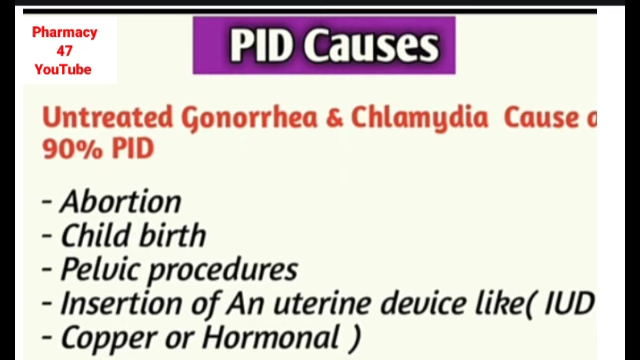 Pharmacy
47
YouTube
PID Causes
Untreated Gonorrhea & Chlamydia Cause
90% PID
- Abortion
- Child birth
- Pelvic procedures
- Insertion of An uterine device like( IUD
- Copper or Hormonal )